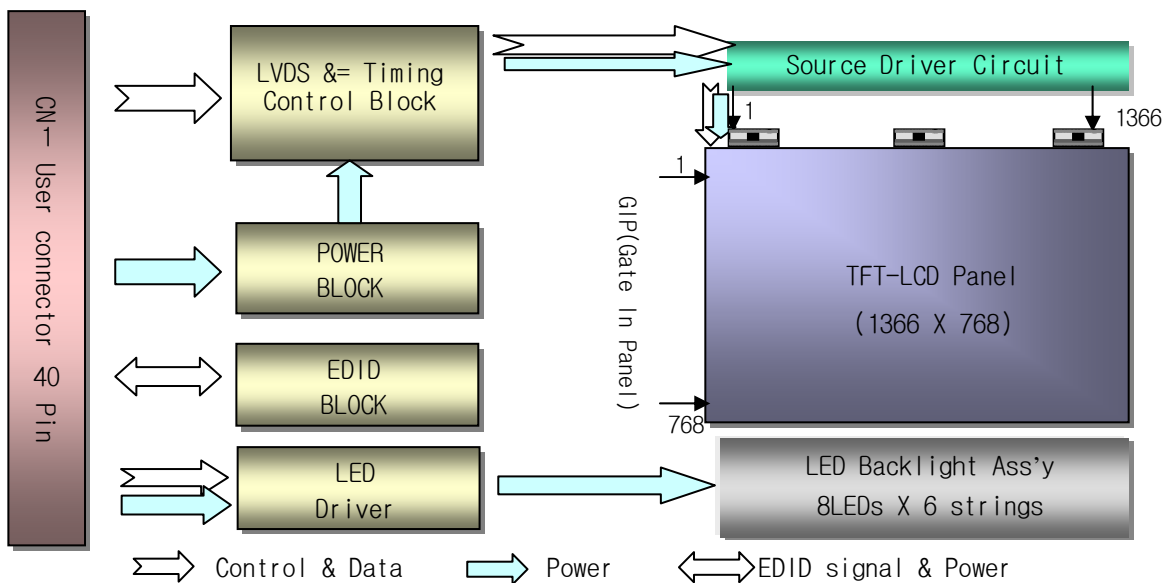 CN- User connector 40 Pin
LVDS &= Timing
Control Block
POWER
BLOCK
EDID
BLOCK
LED
Driver
Source Driver Circuit
1
1366
1
GIP(Gate In Panel)
768
TFT-LCD Panel
(1366 X 768)
LED Backlight Ass’y
8LEDs X 6 strings
Control & Data
Power
EDID signal & Power